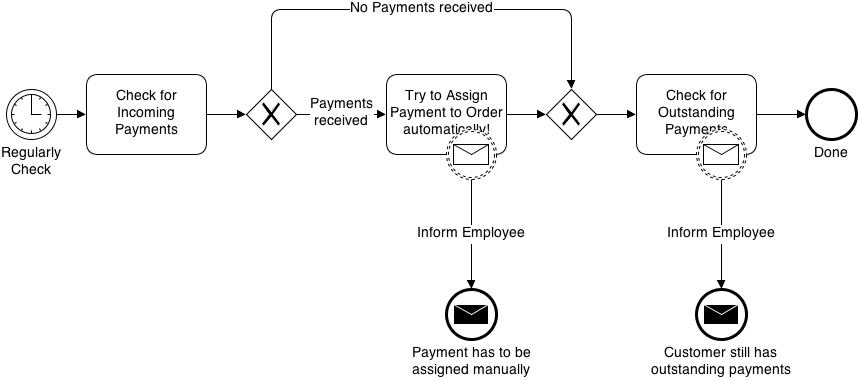 No Payments received
Check for
Incoming
Payments
Payments
received
Try to Assign
Payment to Order
automatically!
Check for
Outstanding
Payments
Regularly
Check
Done
Inform Employee
Inform Employee
Payment has to be
assigned manually
Customer still has
outstanding payments